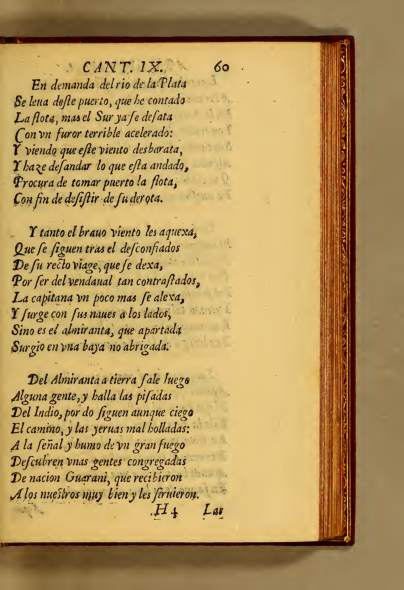 CANT. IX. 60
En demanda del rio de la Plata
Se leua deſte puerto, que he contado
La flota, mas el Sur ya ſe deſata
Con vn furor terrible acelerado:
Y viendo que eſte viento desbarata,
Y haze deſandar lo que eſta andado,
Procura de tomar puerto la flota,
Con fin de deſiſtir de ſu derota.
Y tanto el brauo viento les aquexa,
Que ſe ſiguen tras el deſconfiados
De ſu recto viage, que ſe dexa,
Por ſer del vendaual tan contraſtados,
La capitana vn poco mas ſe alexa,
Y ſurge con ſus naues a los lados,
Sino es el almiranta, que apartada
Surgio en vna baya no abrigada.
Del Almiranta a tierra ſale luego
Alguna gente, y halla las piſadas
Del Indio, por do ſiguen aunque ciego
El camino, y las yeruas mal holladas:
A la ſeñal y humo de vn gran fuego
Deſcubren vnas gentes congregadas
De nacion Guarani, que recibieron
A los nueſtros muy bien y les ſiruieron.
H4 Las